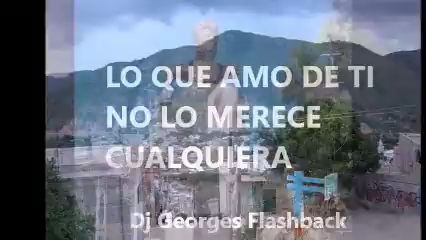 LO QUE AMO DE TI
NO LO MERECE
CUALQUIERA
Dj Georges Flashback